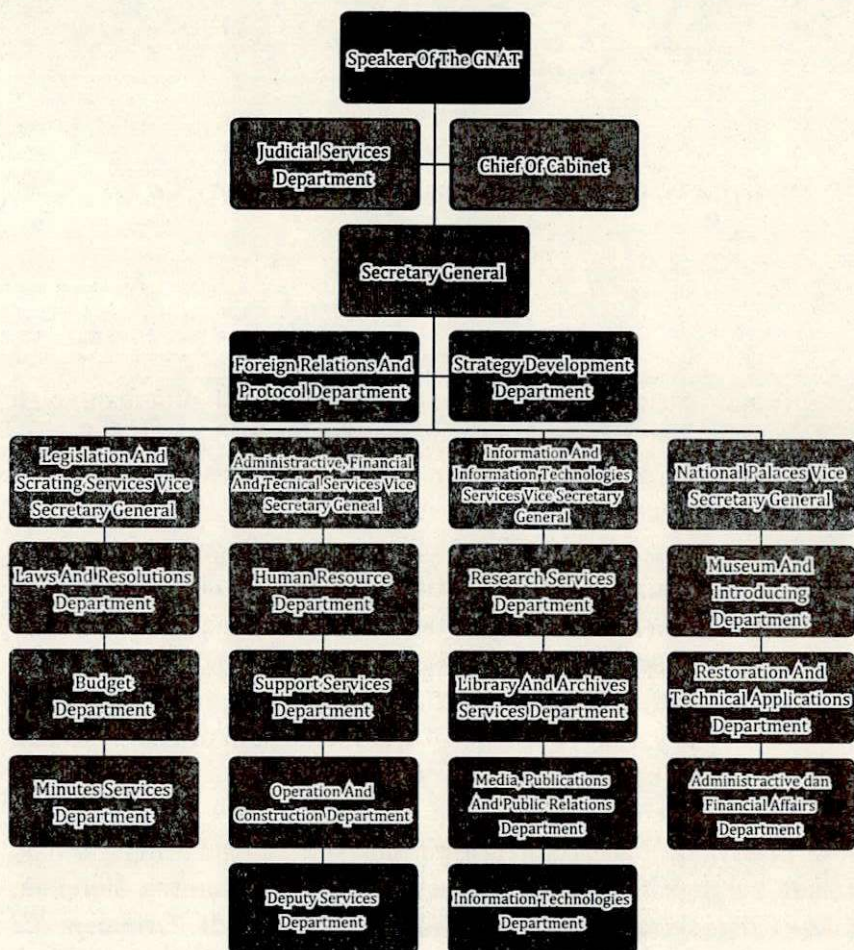 Speaker Of The GNAT
Judicial Services
Department
Chief Of Cabinet
Secretary General
Foreign Relations And
Protocol Department
Strategy Development
Department
Legislation And
Scrating Services Vice
Secretary General
Administractive, Financial
And Tecnical Services Vice
Secretary Geneal
Information And
Information Technologies
Services Vice Secretary
General
National Palaces Vice
Secretary General
Laws And Resolutions
Department
Human Resource
Department
Research Services
Department
Museum And
Introducing
Department
Budget
Department
Support Services
Department
Library And Archives
Services Department
Restoration And
Technical Applications
Department
Minutes Services
Department
Operation And
Construction Department
Media, Publications
And Public Relations
Department
Administractive dan
Financial Affairs
Department
Deputy Services
Department
Information Technologies
Department